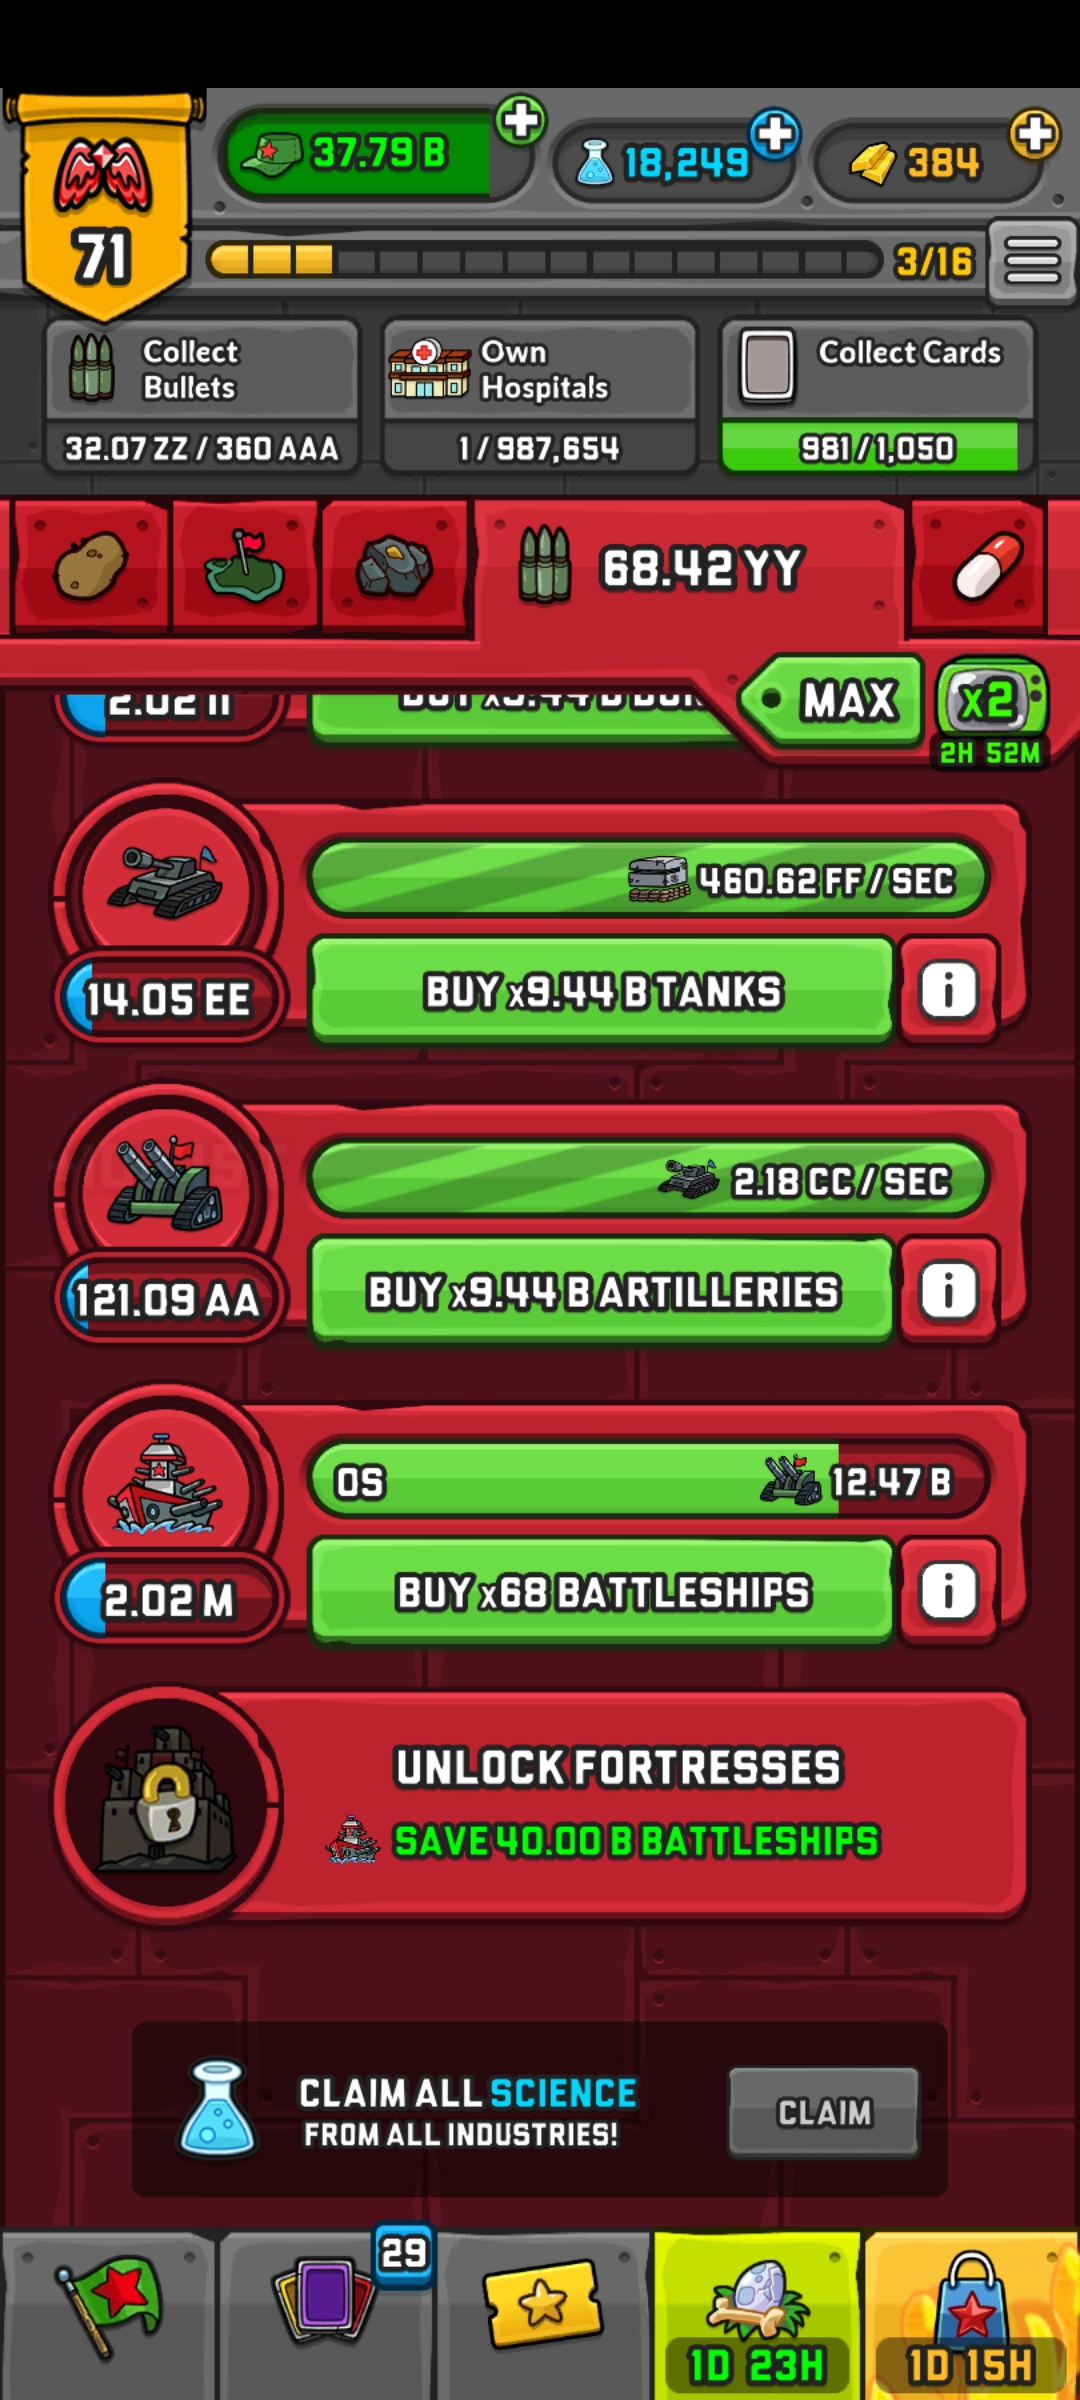 37.79 B
18,249
384
71
3/16
Collect
Bullets
Own
Hospitals
Collect Cards
32.07 ZZ / 360 AAA
1 / 987,654
981 / 1,050
68.42 YY
MAX
x2
2H 52M
460.62 FF / SEC
14.05 EE
BUY x9.44 B TANKS
i
2.18 CC / SEC
121.09 AA
BUY x9.44 B ARTILLERIES
i
0S
12.47 B
2.02 M
BUY x68 BATTLESHIPS
i
UNLOCK FORTRESSES
SAVE 40.00 B BATTLESHIPS
CLAIM ALL SCIENCE
FROM ALL INDUSTRIES!
CLAIM
29
1D 23H
1D 15H